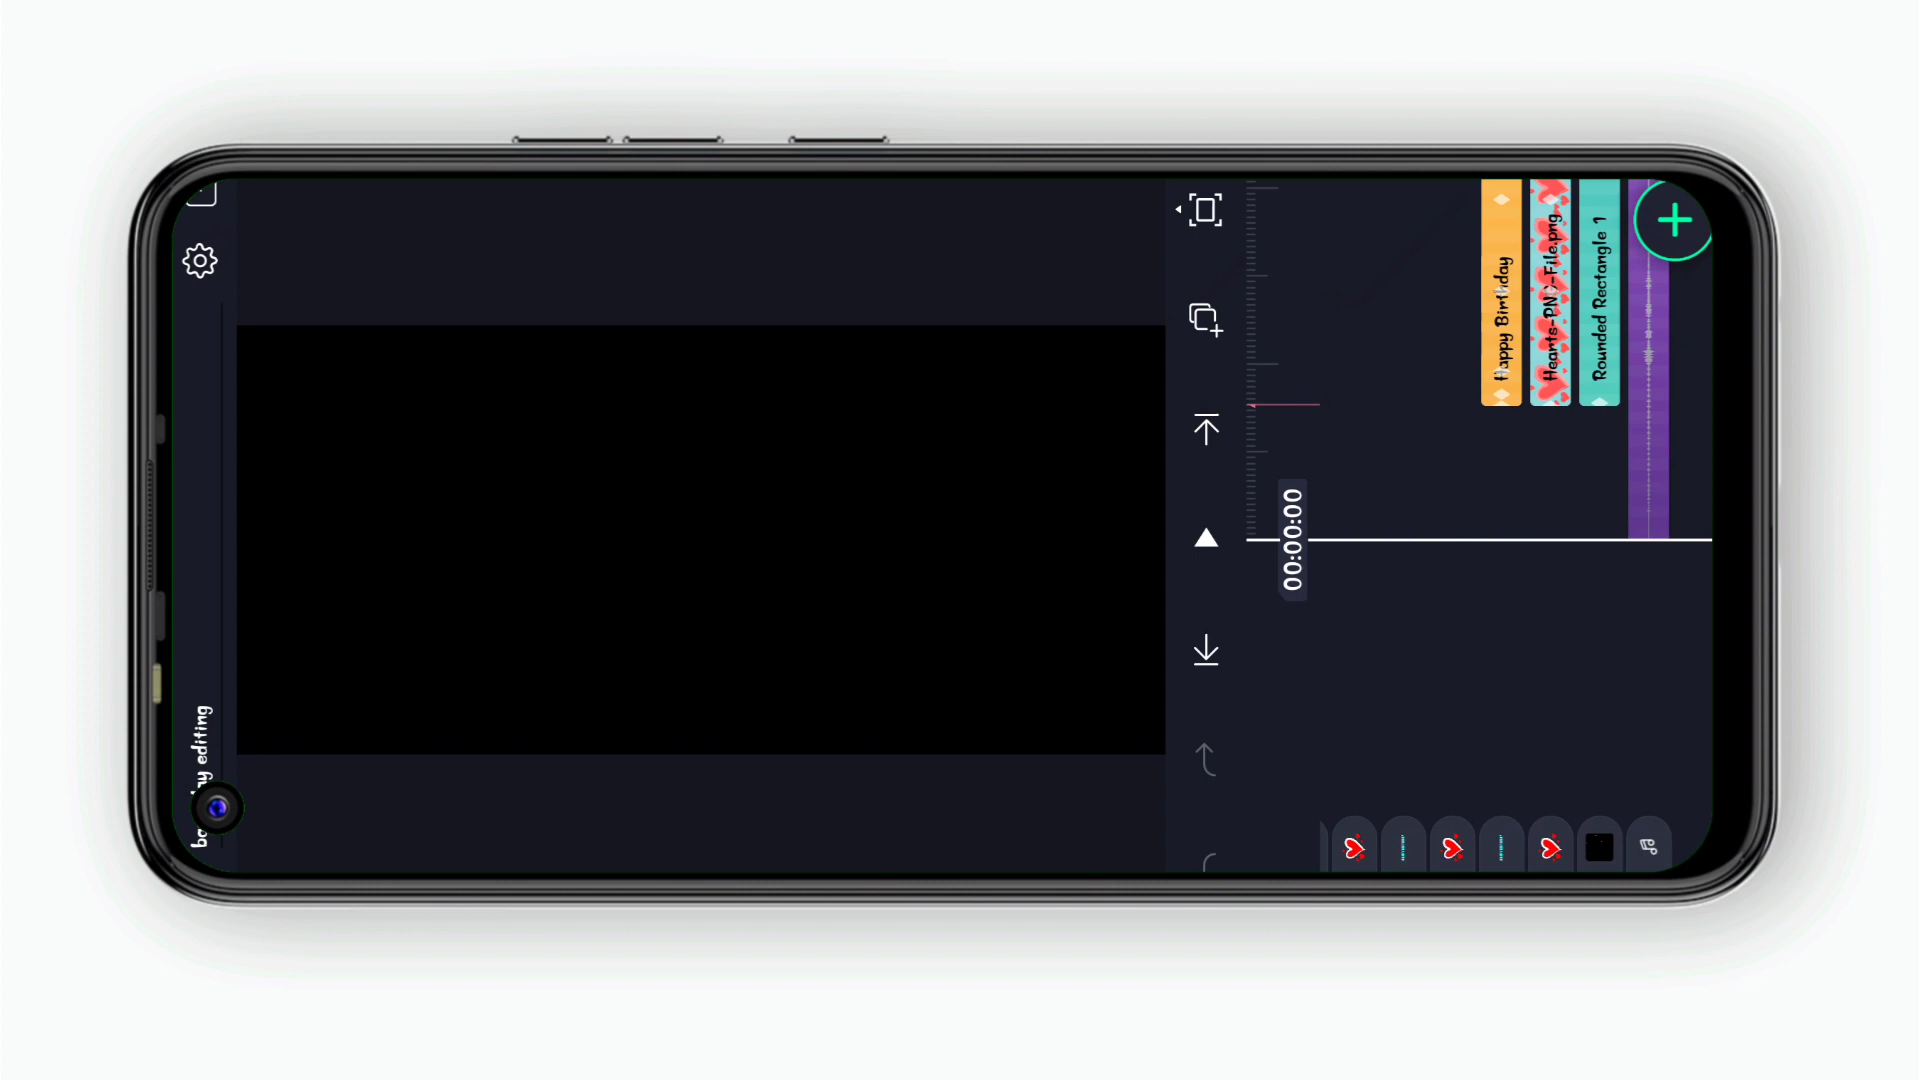 editing
00:00:00
Happy Birthday
Hearts-PNG-File.png
Rounded Rectangle 1